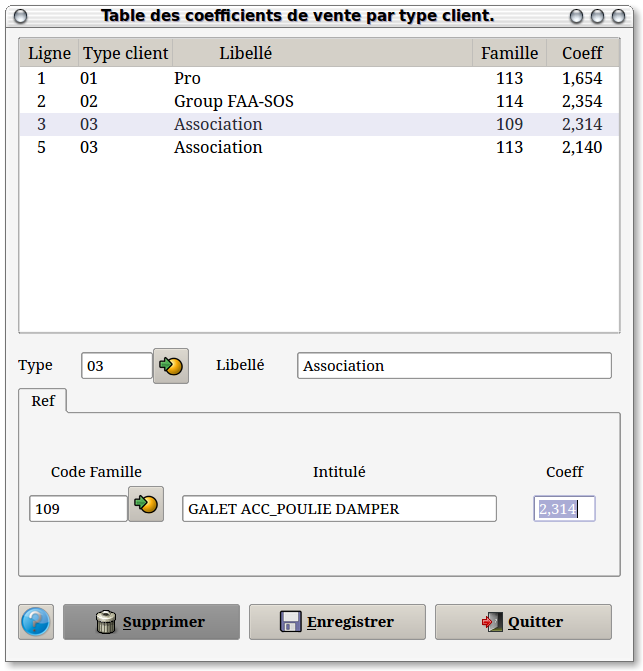 Table des coefficients de vente par type client.
Ligne Type client Libellé Famille Coeff
1 01 Pro 113 1,654
2 02 Group FAA-SOS 114 2,354
3 03 Association 109 2,314
5 03 Association 113 2,140
Type 03 Libellé Association
Ref
Code Famille Intitulé Coeff
109 GALET ACC_POULIE DAMPER 2,314
? Supprimer Enregistrer Quitter